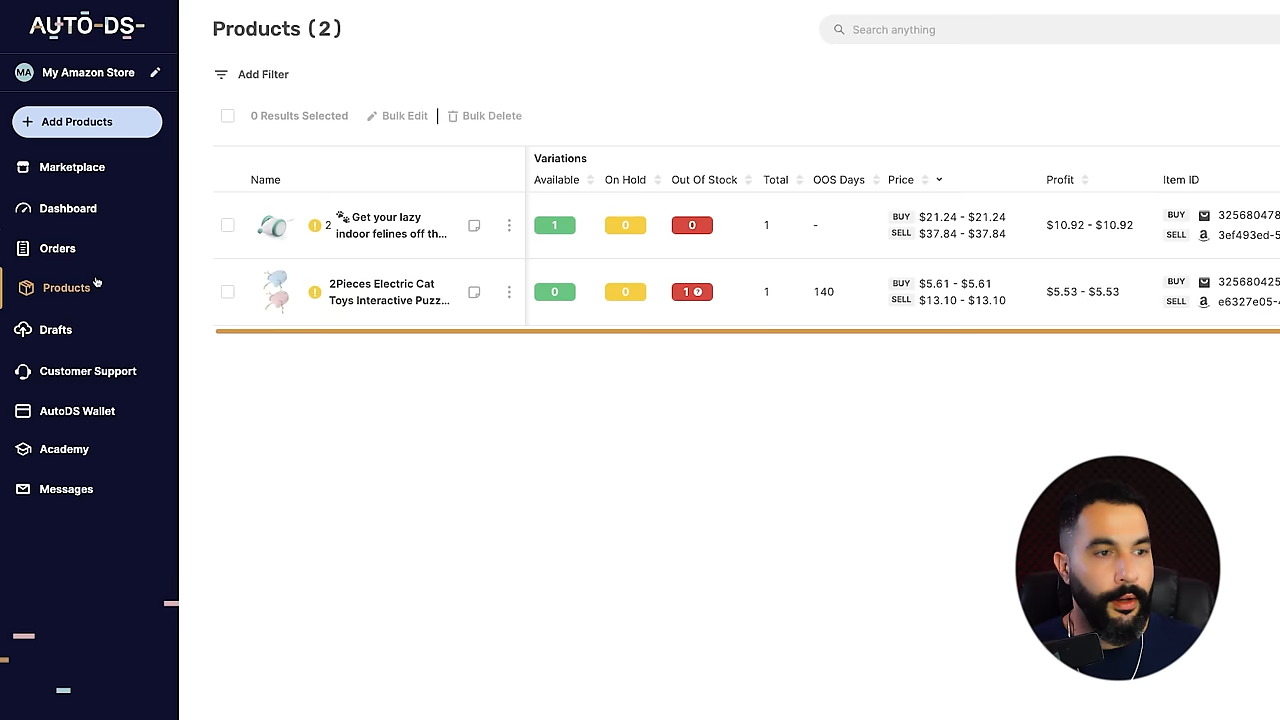 AUTO-DS-
Products (2)
Search anything
MA My Amazon Store
Add Filter
+ Add Products
0 Results Selected Bulk Edit | Bulk Delete
Marketplace
Dashboard
Orders
Products
Drafts
Customer Support
AutoDS Wallet
Academy
Messages
Variations
Name Available On Hold Out Of Stock Total OOS Days Price Profit Item ID
2 🐾 Get your lazy
indoor felines off th...
1 0 0 1 -
BUY $21.24 - $21.24
SELL $37.84 - $37.84
$10.92 - $10.92
BUY 325680478
SELL 3ef493ed-5
2Pieces Electric Cat
Toys Interactive Puzz...
0 0 1 1 140
BUY $5.61 - $5.61
SELL $13.10 - $13.10
$5.53 - $5.53
BUY 325680425
SELL e6327e05-4